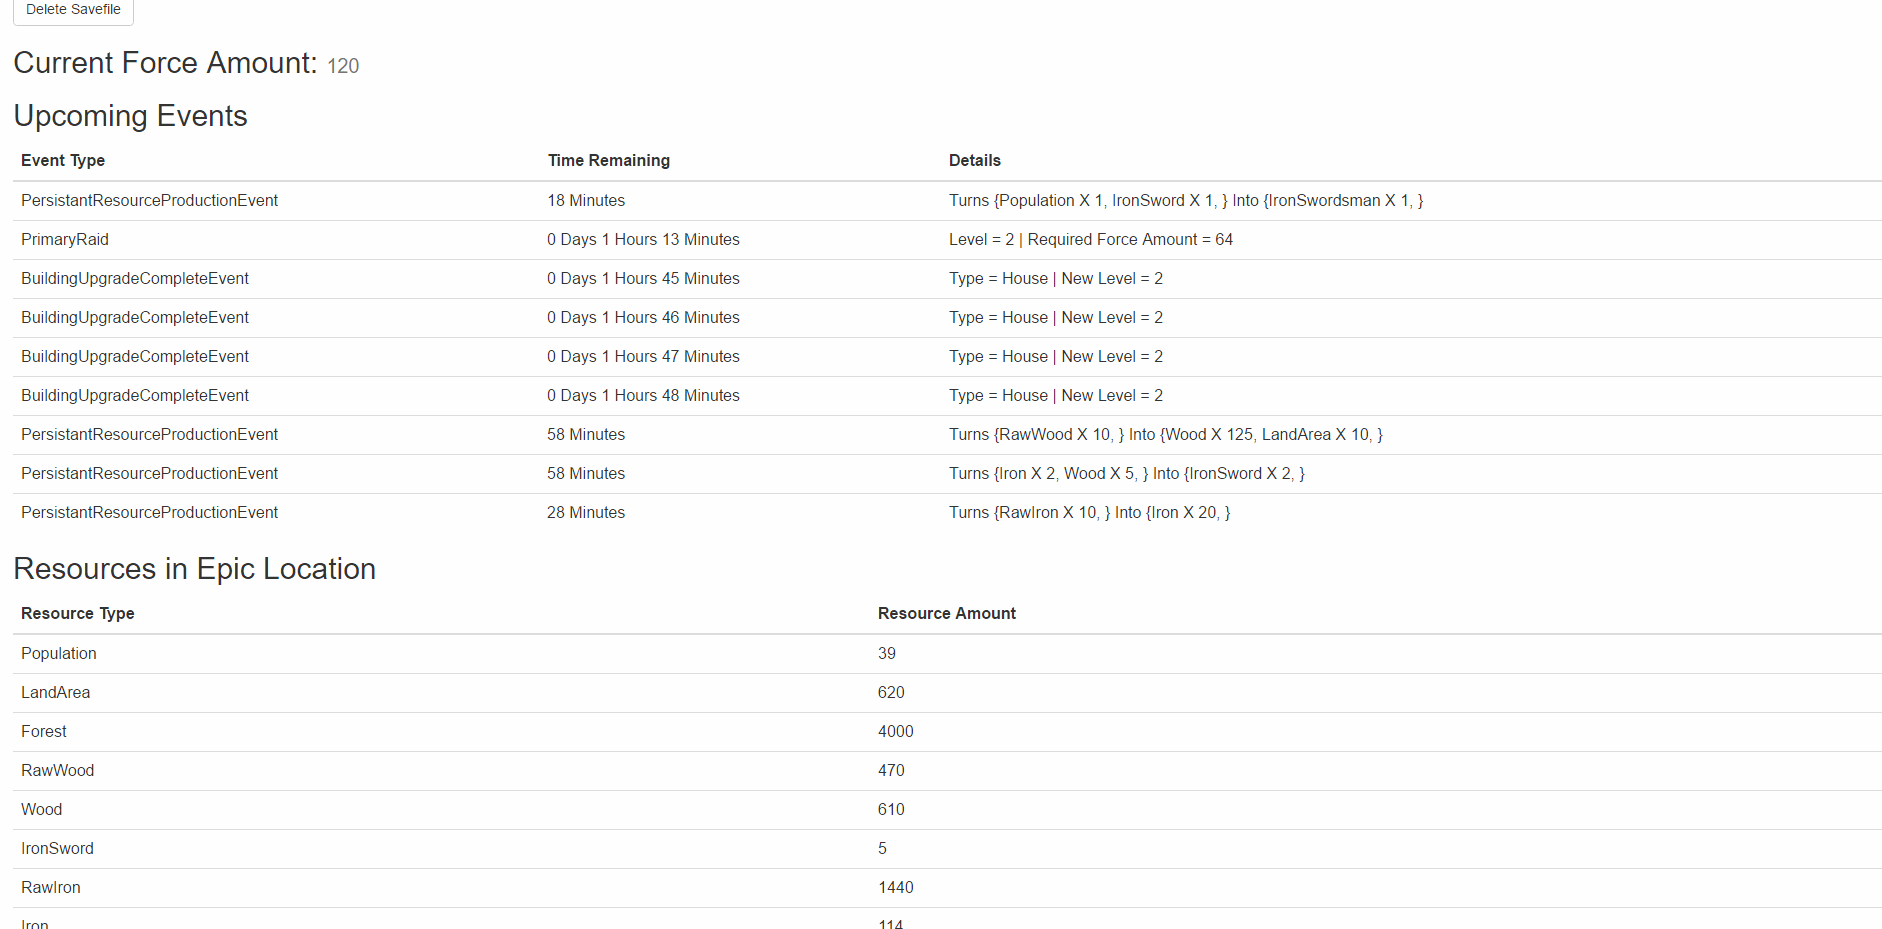 Delete Savefile
Current Force Amount: 120
Upcoming Events
Event Type Time Remaining Details
PersistantResourceProductionEvent 18 Minutes Turns {Population X 1, IronSword X 1, } Into {IronSwordsman X 1, }
PrimaryRaid 0 Days 1 Hours 13 Minutes Level = 2 | Required Force Amount = 64
BuildingUpgradeCompleteEvent 0 Days 1 Hours 45 Minutes Type = House | New Level = 2
BuildingUpgradeCompleteEvent 0 Days 1 Hours 46 Minutes Type = House | New Level = 2
BuildingUpgradeCompleteEvent 0 Days 1 Hours 47 Minutes Type = House | New Level = 2
BuildingUpgradeCompleteEvent 0 Days 1 Hours 48 Minutes Type = House | New Level = 2
PersistantResourceProductionEvent 58 Minutes Turns {RawWood X 10, } Into {Wood X 125, LandArea X 10, }
PersistantResourceProductionEvent 58 Minutes Turns {Iron X 2, Wood X 5, } Into {IronSword X 2, }
PersistantResourceProductionEvent 28 Minutes Turns {RawIron X 10, } Into {Iron X 20, }
Resources in Epic Location
Resource Type Resource Amount
Population 39
LandArea 620
Forest 4000
RawWood 470
Wood 610
IronSword 5
RawIron 1440
Iron 114